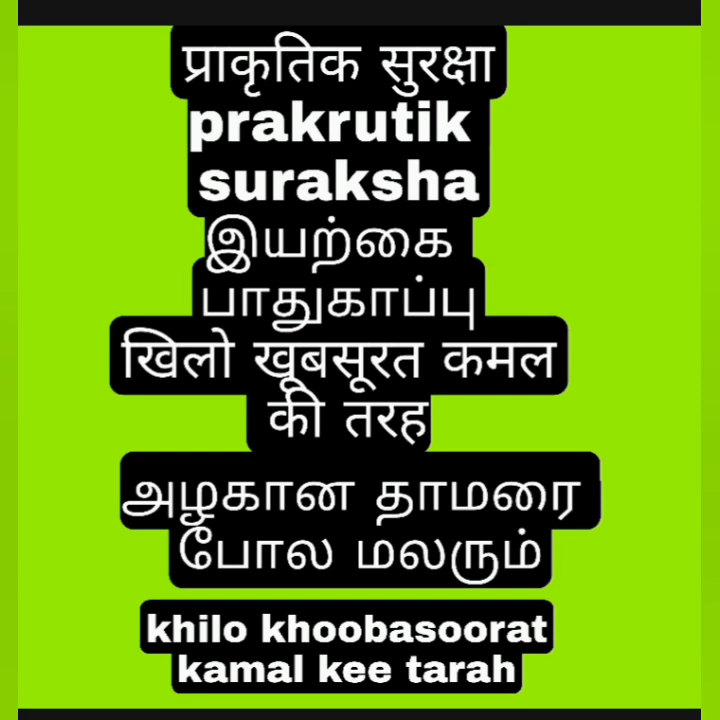 प्राकृतिक सुरक्षा
prakrutik
suraksha
இயற்கை
பாதுகாப்பு
खिलो खूबसूरत कमल
की तरह
அழகான தாமரை
போல மலரும்
khilo khoobasoorat
kamal kee tarah